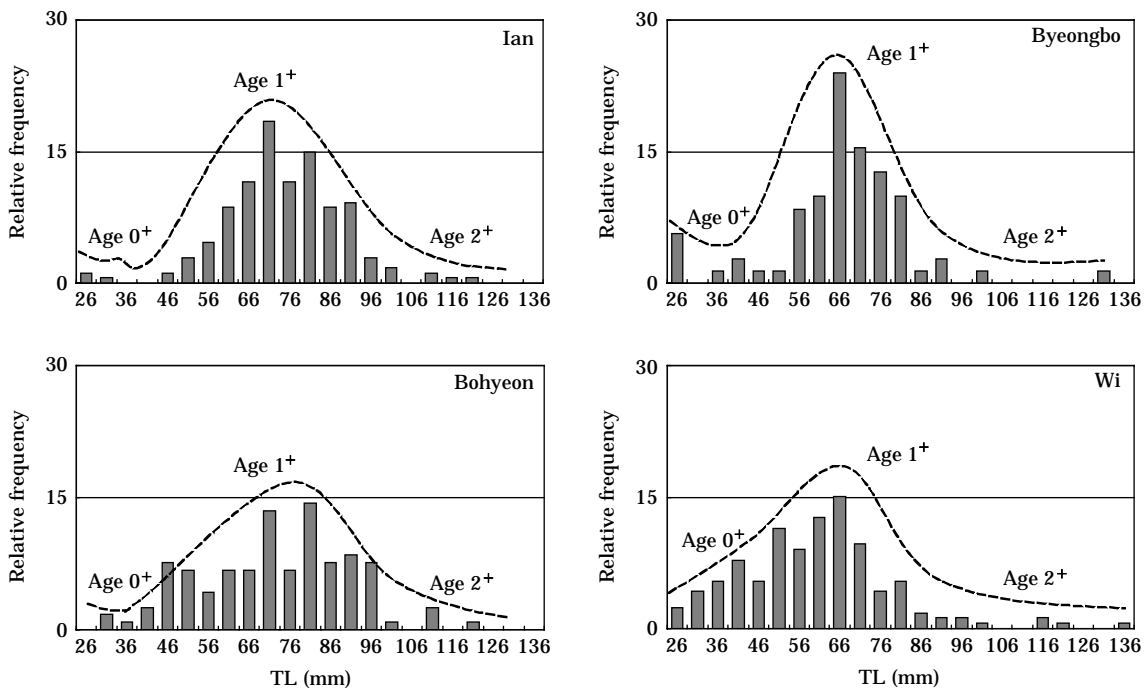 30
15
0
Relative frequency
Ian
Age 0+
Age 1+
Age 2+
26 36 46 56 66 76 86 96 106 116 126 136
30
15
0
Relative frequency
Byeongbo
Age 0+
Age 1+
Age 2+
26 36 46 56 66 76 86 96 106 116 126 136
30
15
0
Relative frequency
Bohyeon
Age 0+
Age 1+
Age 2+
26 36 46 56 66 76 86 96 106 116 126 136
TL (mm)
30
15
0
Relative frequency
Wi
Age 0+
Age 1+
Age 2+
26 36 46 56 66 76 86 96 106 116 126 136
TL (mm)